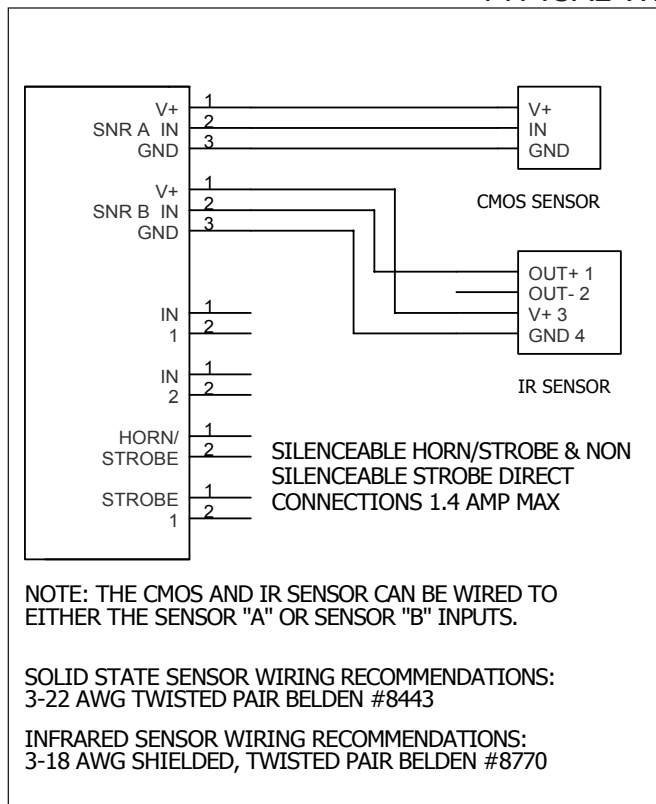 V+ 1
SNR A IN 2
GND 3
V+ 1
SNR B IN 2
GND 3
IN 1
1 2
IN 1
2 2
HORN/ 1
STROBE 2
STROBE 1
1 2
V+
IN
GND
CMOS SENSOR
OUT+ 1
OUT- 2
V+ 3
GND 4
IR SENSOR
SILENCEABLE HORN/STROBE & NON
SILENCEABLE STROBE DIRECT
CONNECTIONS 1.4 AMP MAX
NOTE: THE CMOS AND IR SENSOR CAN BE WIRED TO
EITHER THE SENSOR "A" OR SENSOR "B" INPUTS.
SOLID STATE SENSOR WIRING RECOMMENDATIONS:
3-22 AWG TWISTED PAIR BELDEN #8443
INFRARED SENSOR WIRING RECOMMENDATIONS:
3-18 AWG SHIELDED, TWISTED PAIR BELDEN #8770